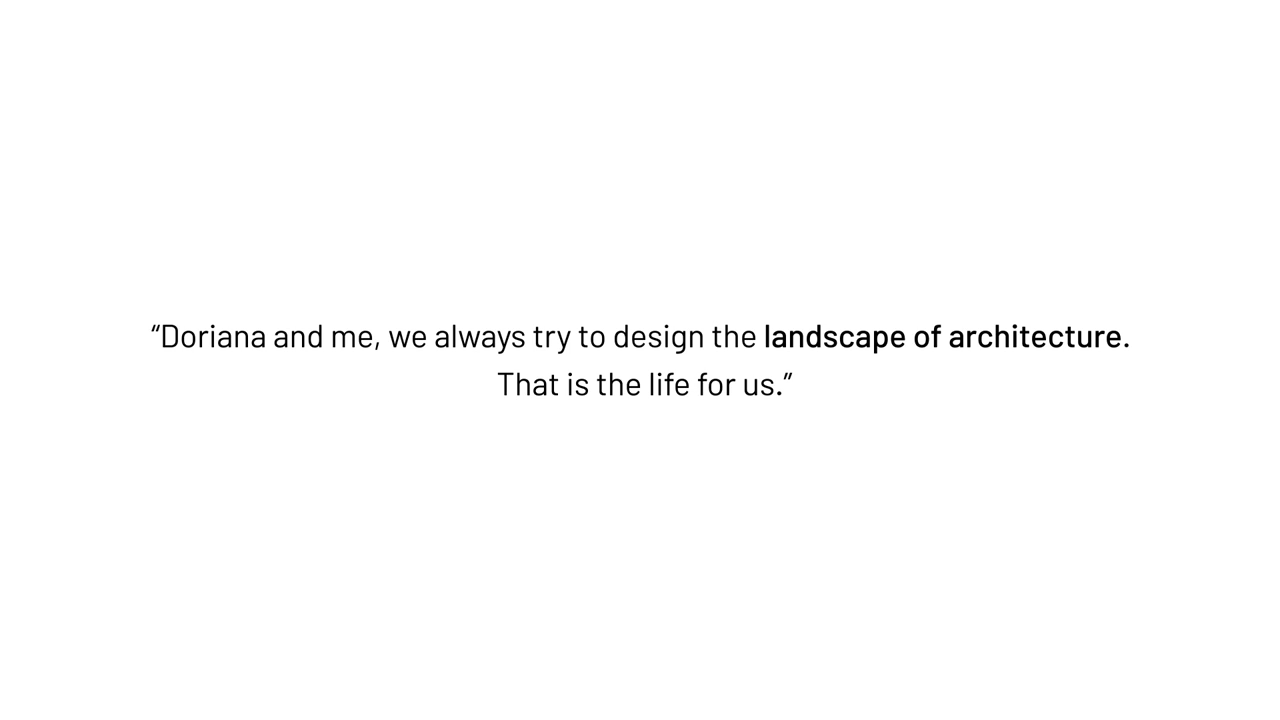 “Doriana and me, we always try to design the landscape of architecture.
That is the life for us.”